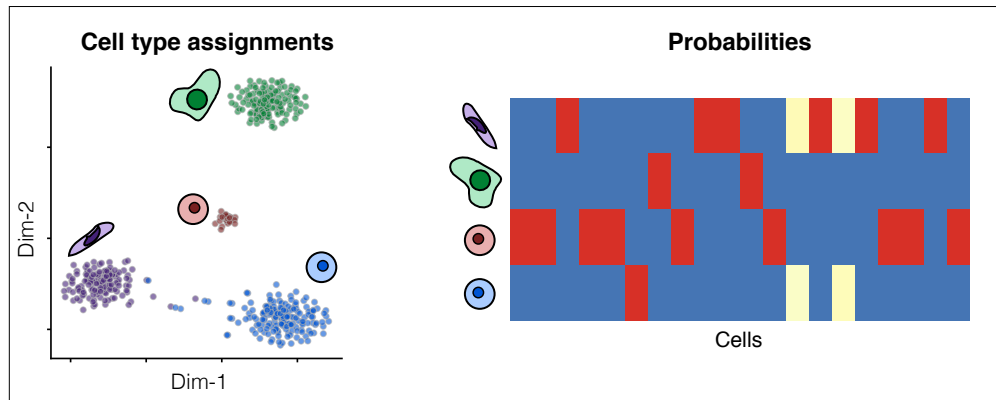 Cell type assignments
Probabilities
Dim-2
Dim-1
Cells